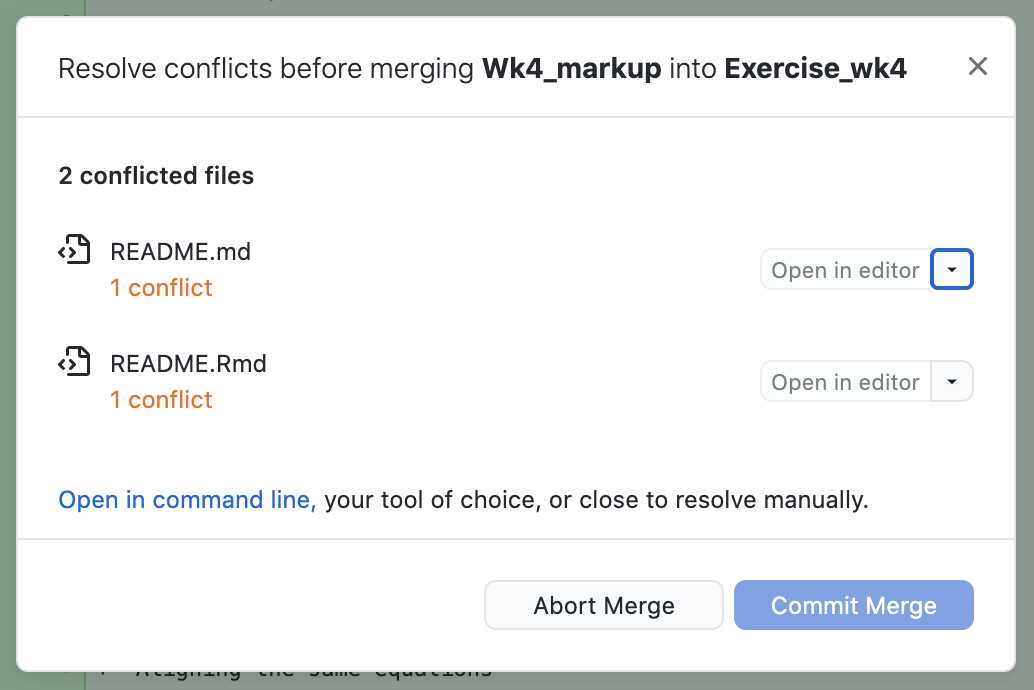 Resolve conflicts before merging Wk4_markup into Exercise_wk4
2 conflicted files
README.md
1 conflict
Open in editor
README.Rmd
1 conflict
Open in editor
Open in command line, your tool of choice, or close to resolve manually.
Abort Merge
Commit Merge
Aligning the same equations